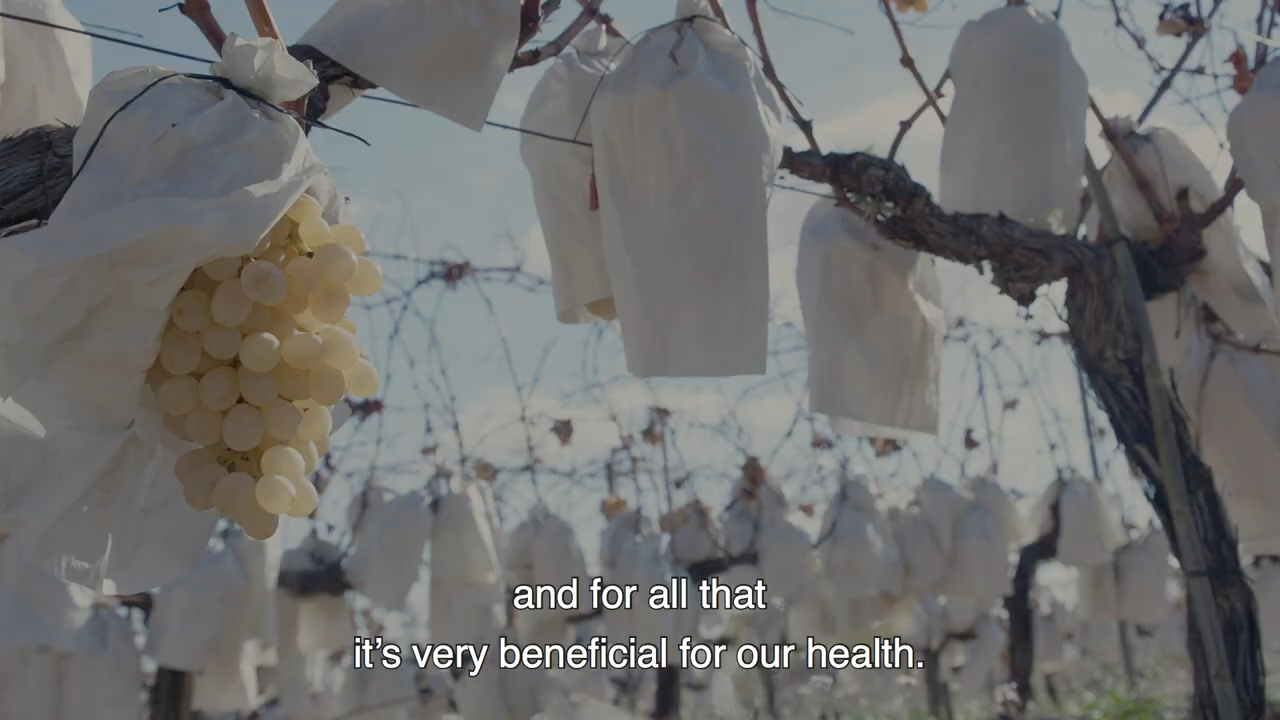 and for all that
it’s very beneficial for our health.